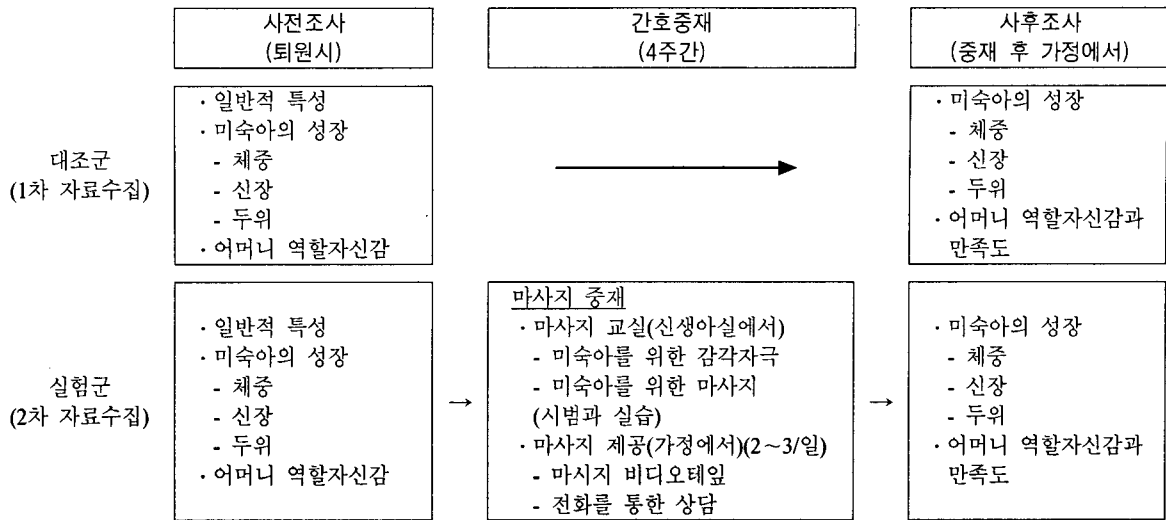 사전조사
(퇴원시)
간호중재
(4주간)
사후조사
(중재 후 가정에서)
대조군
(1차 자료수집)
· 일반적 특성
· 미숙아의 성장
- 체중
- 신장
- 두위
· 어머니 역할자신감
· 미숙아의 성장
- 체중
- 신장
- 두위
· 어머니 역할자신감과
만족도
실험군
(2차 자료수집)
· 일반적 특성
· 미숙아의 성장
- 체중
- 신장
- 두위
· 어머니 역할자신감
→
마사지 중재
· 마사지 교실(신생아실에서)
- 미숙아를 위한 감각자극
- 미숙아를 위한 마사지
(시범과 실습)
· 마사지 제공(가정에서)(2～3/일)
- 마시지 비디오테잎
- 전화를 통한 상담
→
· 미숙아의 성장
- 체중
- 신장
- 두위
· 어머니 역할자신감과
만족도